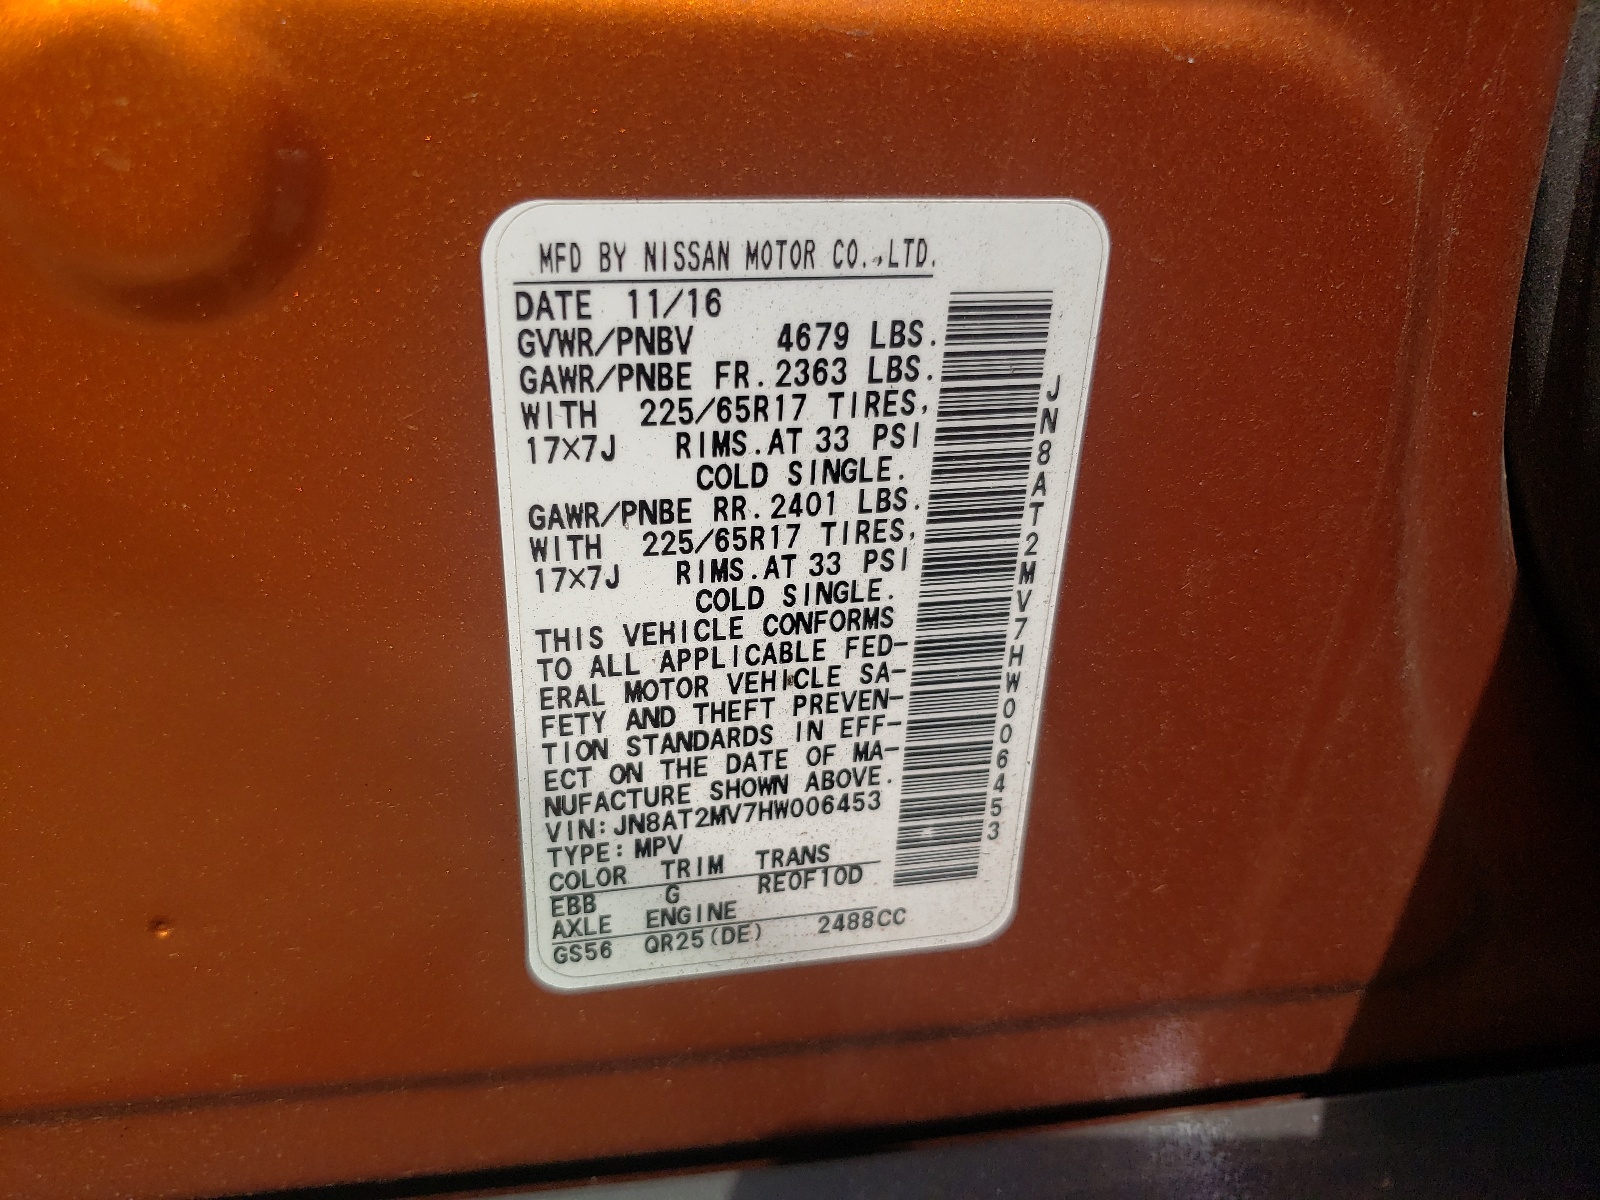 MFD BY NISSAN MOTOR CO.,LTD.
DATE 11/16
GVWR/PNBV 4679 LBS.
GAWR/PNBE FR. 2363 LBS.
WITH 225/65R17 TIRES,
17×7J RIMS.AT 33 PSI
COLD SINGLE.
GAWR/PNBE RR. 2401 LBS.
WITH 225/65R17 TIRES,
17×7J RIMS.AT 33 PSI
COLD SINGLE.
THIS VEHICLE CONFORMS
TO ALL APPLICABLE FED-
ERAL MOTOR VEHICLE SA-
FETY AND THEFT PREVEN-
TION STANDARDS IN EFF-
ECT ON THE DATE OF MA-
NUFACTURE SHOWN ABOVE.
VIN: JN8AT2MV7HW006453
TYPE: MPV
COLOR TRIM TRANS
EBB G RE0F10D
AXLE ENGINE
GS56 QR25(DE) 2488CC
JN8AT2MV7HW006453